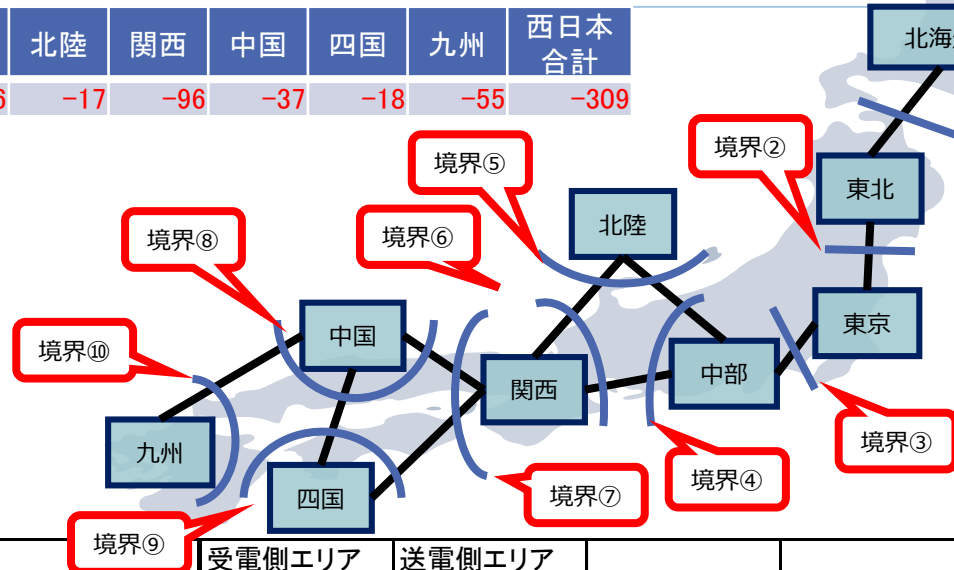 北陸 関西 中国 四国 九州 西日本
合計
-17 -96 -37 -18 -55 -309
北海
境界②
境界⑤
東北
北陸
境界⑥
境界⑧
東京
中国
境界⑩
中部
関西
境界③
九州
境界④
境界⑦
四国
境界⑨
受電側エリア 送電側エリア